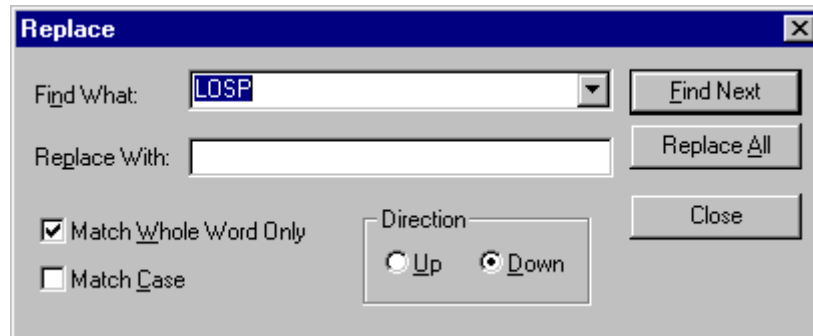 Replace
Find What: LOSP Find Next
Replace With: Replace All
Match Whole Word Only Direction Close
Match Case Up Down